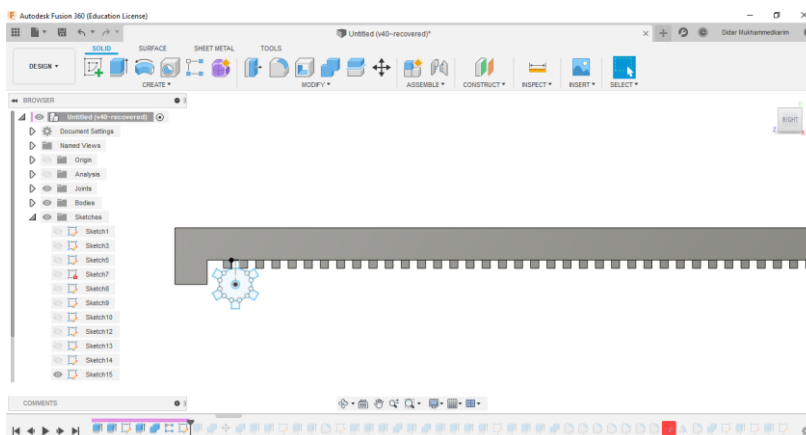 Autodesk Fusion 360 (Education License)
Untitled (v40~recovered)*
Didar Mukhammedkarim
SOLID SURFACE SHEET METAL TOOLS
DESIGN
CREATE MODIFY ASSEMBLE CONSTRUCT INSPECT INSERT SELECT
BROWSER
Untitled (v40~recovered)
Document Settings
Named Views
Origin
Analysis
Joints
Bodies
Sketches
Sketch1
Sketch3
Sketch5
Sketch7
Sketch8
Sketch9
Sketch10
Sketch12
Sketch13
Sketch14
Sketch15
RIGHT
Z
COMMENTS